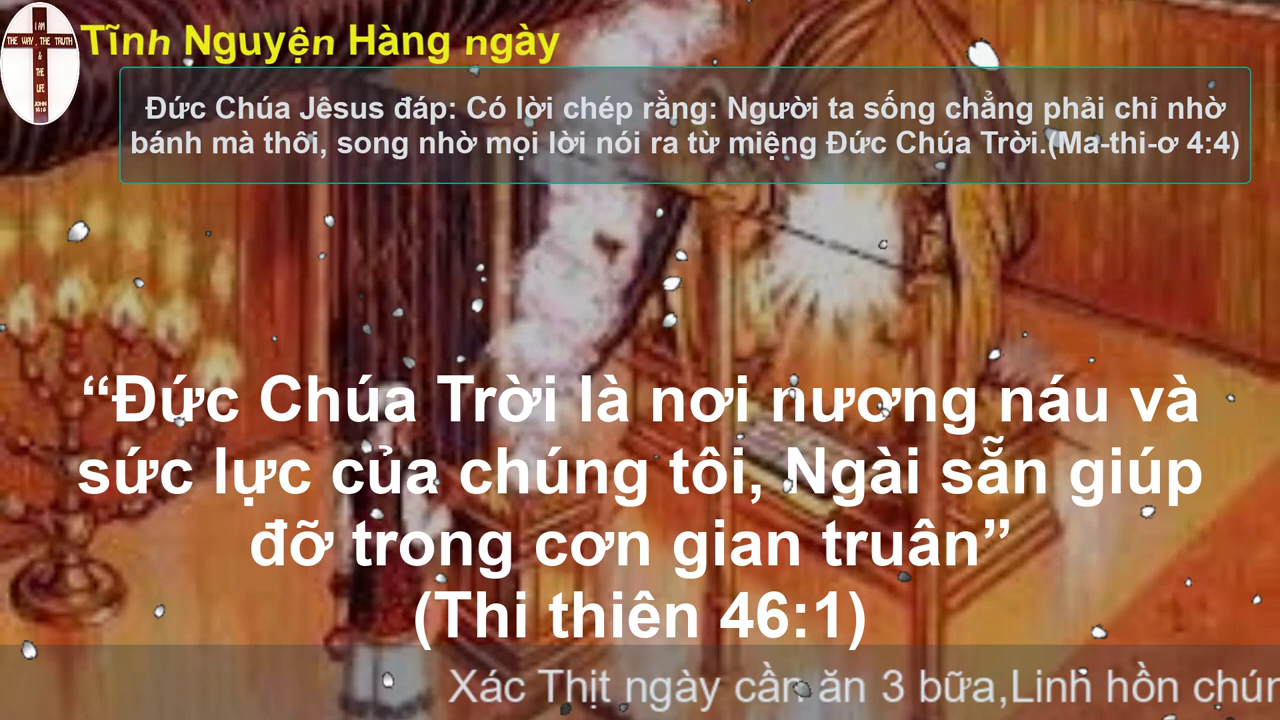 I AM
THE WAY, THE TRUTH
&
THE
LIFE
JOHN
Tĩnh Nguyện Hàng ngày
Đức Chúa Jêsus đáp: Có lời chép rằng: Người ta sống chẳng phải chỉ nhờ
bánh mà thôi, song nhờ mọi lời nói ra từ miệng Đức Chúa Trời.(Ma-thi-ơ 4:4)
“Đức Chúa Trời là nơi nương náu và
sức lực của chúng tôi, Ngài sẵn giúp
đỡ trong cơn gian truân”
(Thi thiên 46:1)
Xác Thịt ngày cần ăn 3 bữa,Linh hồn